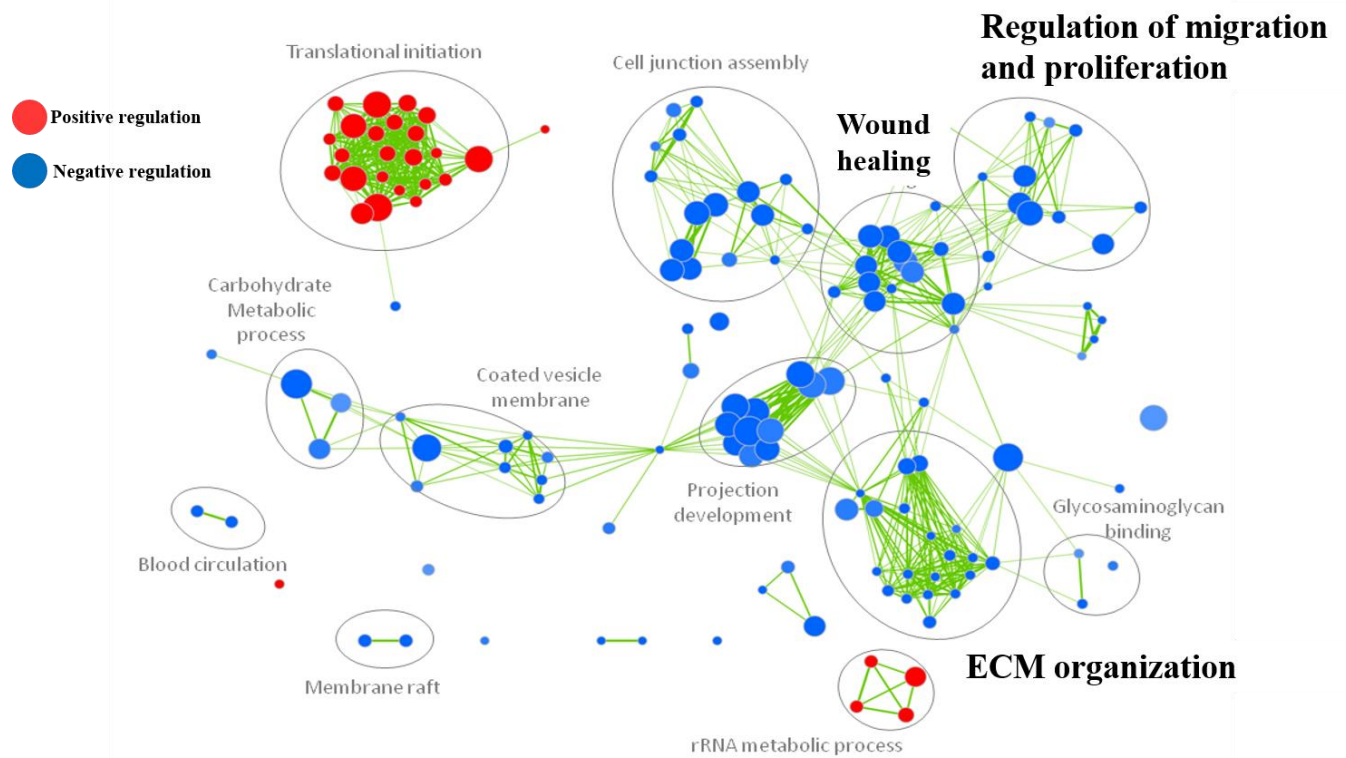 Regulation of migration
and proliferation
Translational initiation
Cell junction assembly
Positive regulation
Wound
healing
Negative regulation
Carbohydrate
Metabolic
process
Coated vesicle
membrane
Projection
development
Glycosaminoglycan
binding
Blood circulation
ECM organization
Membrane raft
rRNA metabolic process